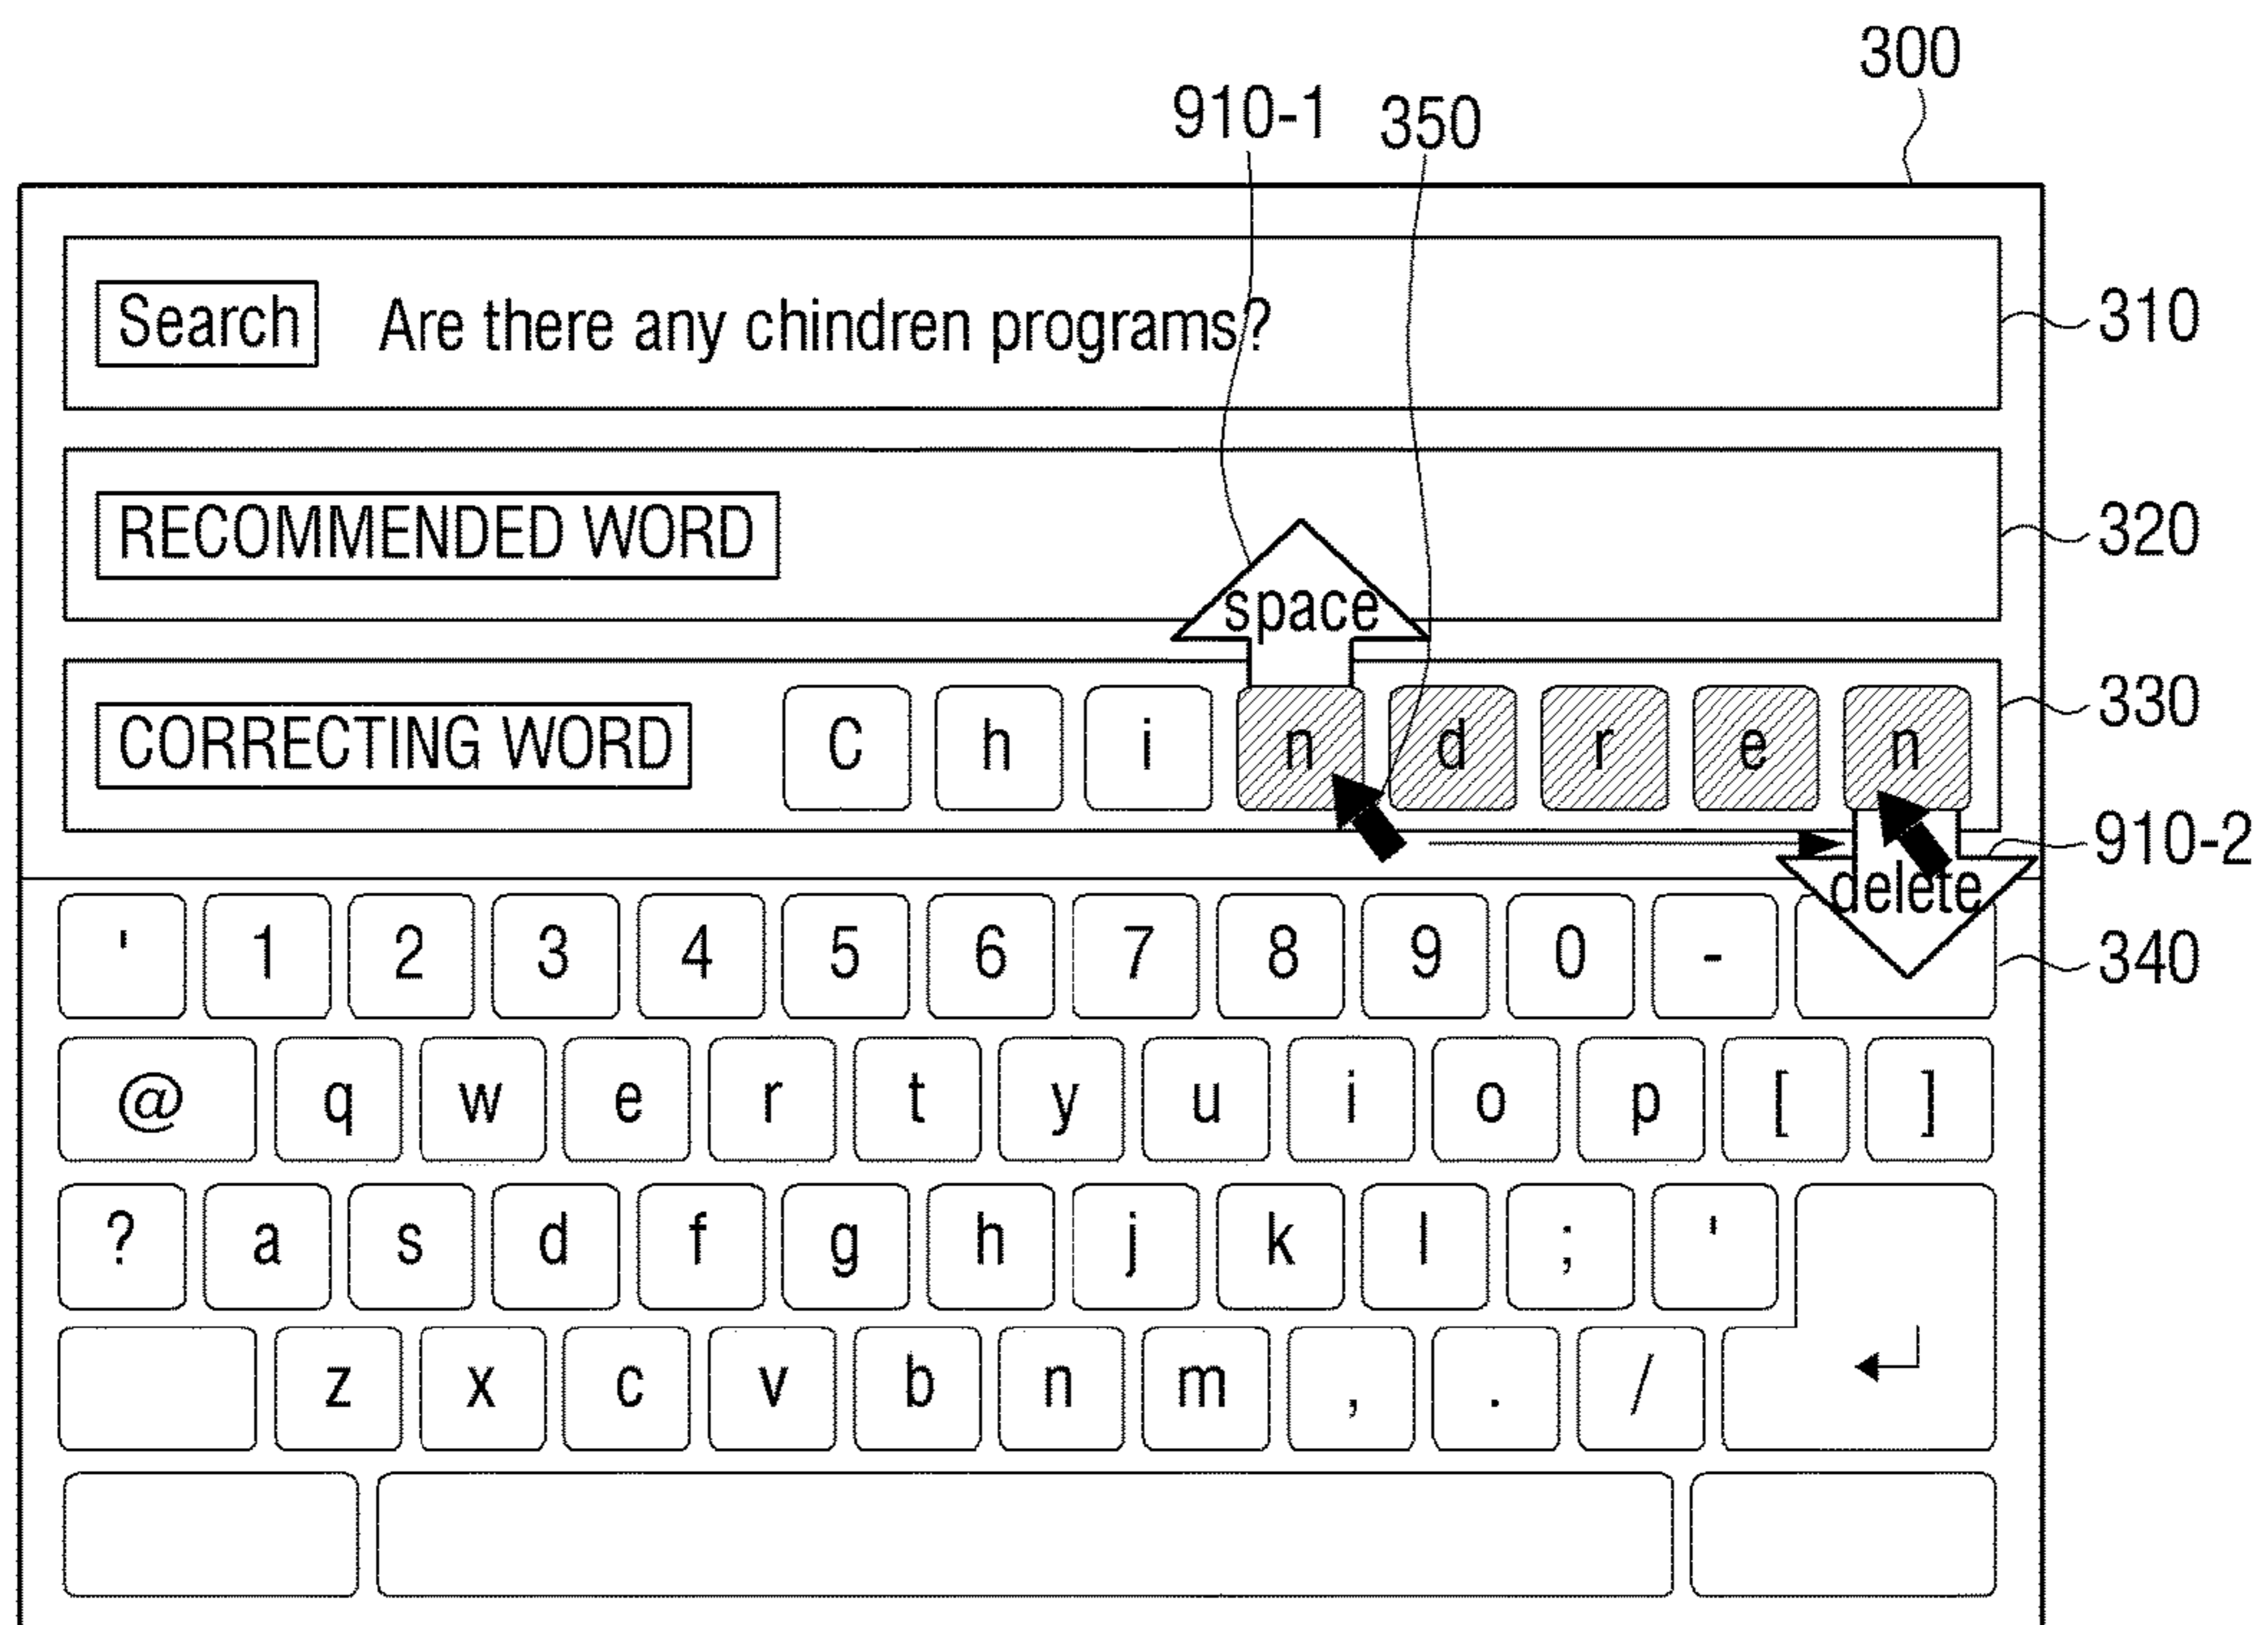 300
910-1 350
Search Are there any chindren programs? 310
RECOMMENDED WORD 320
space
CORRECTING WORD C h i n d r e n 330
910-2
delete
' 1 2 3 4 5 6 7 8 9 0 - 340
@ q w e r t y u i o p [ ]
? a s d f g h j k l ; '
z x c v b n m , . /